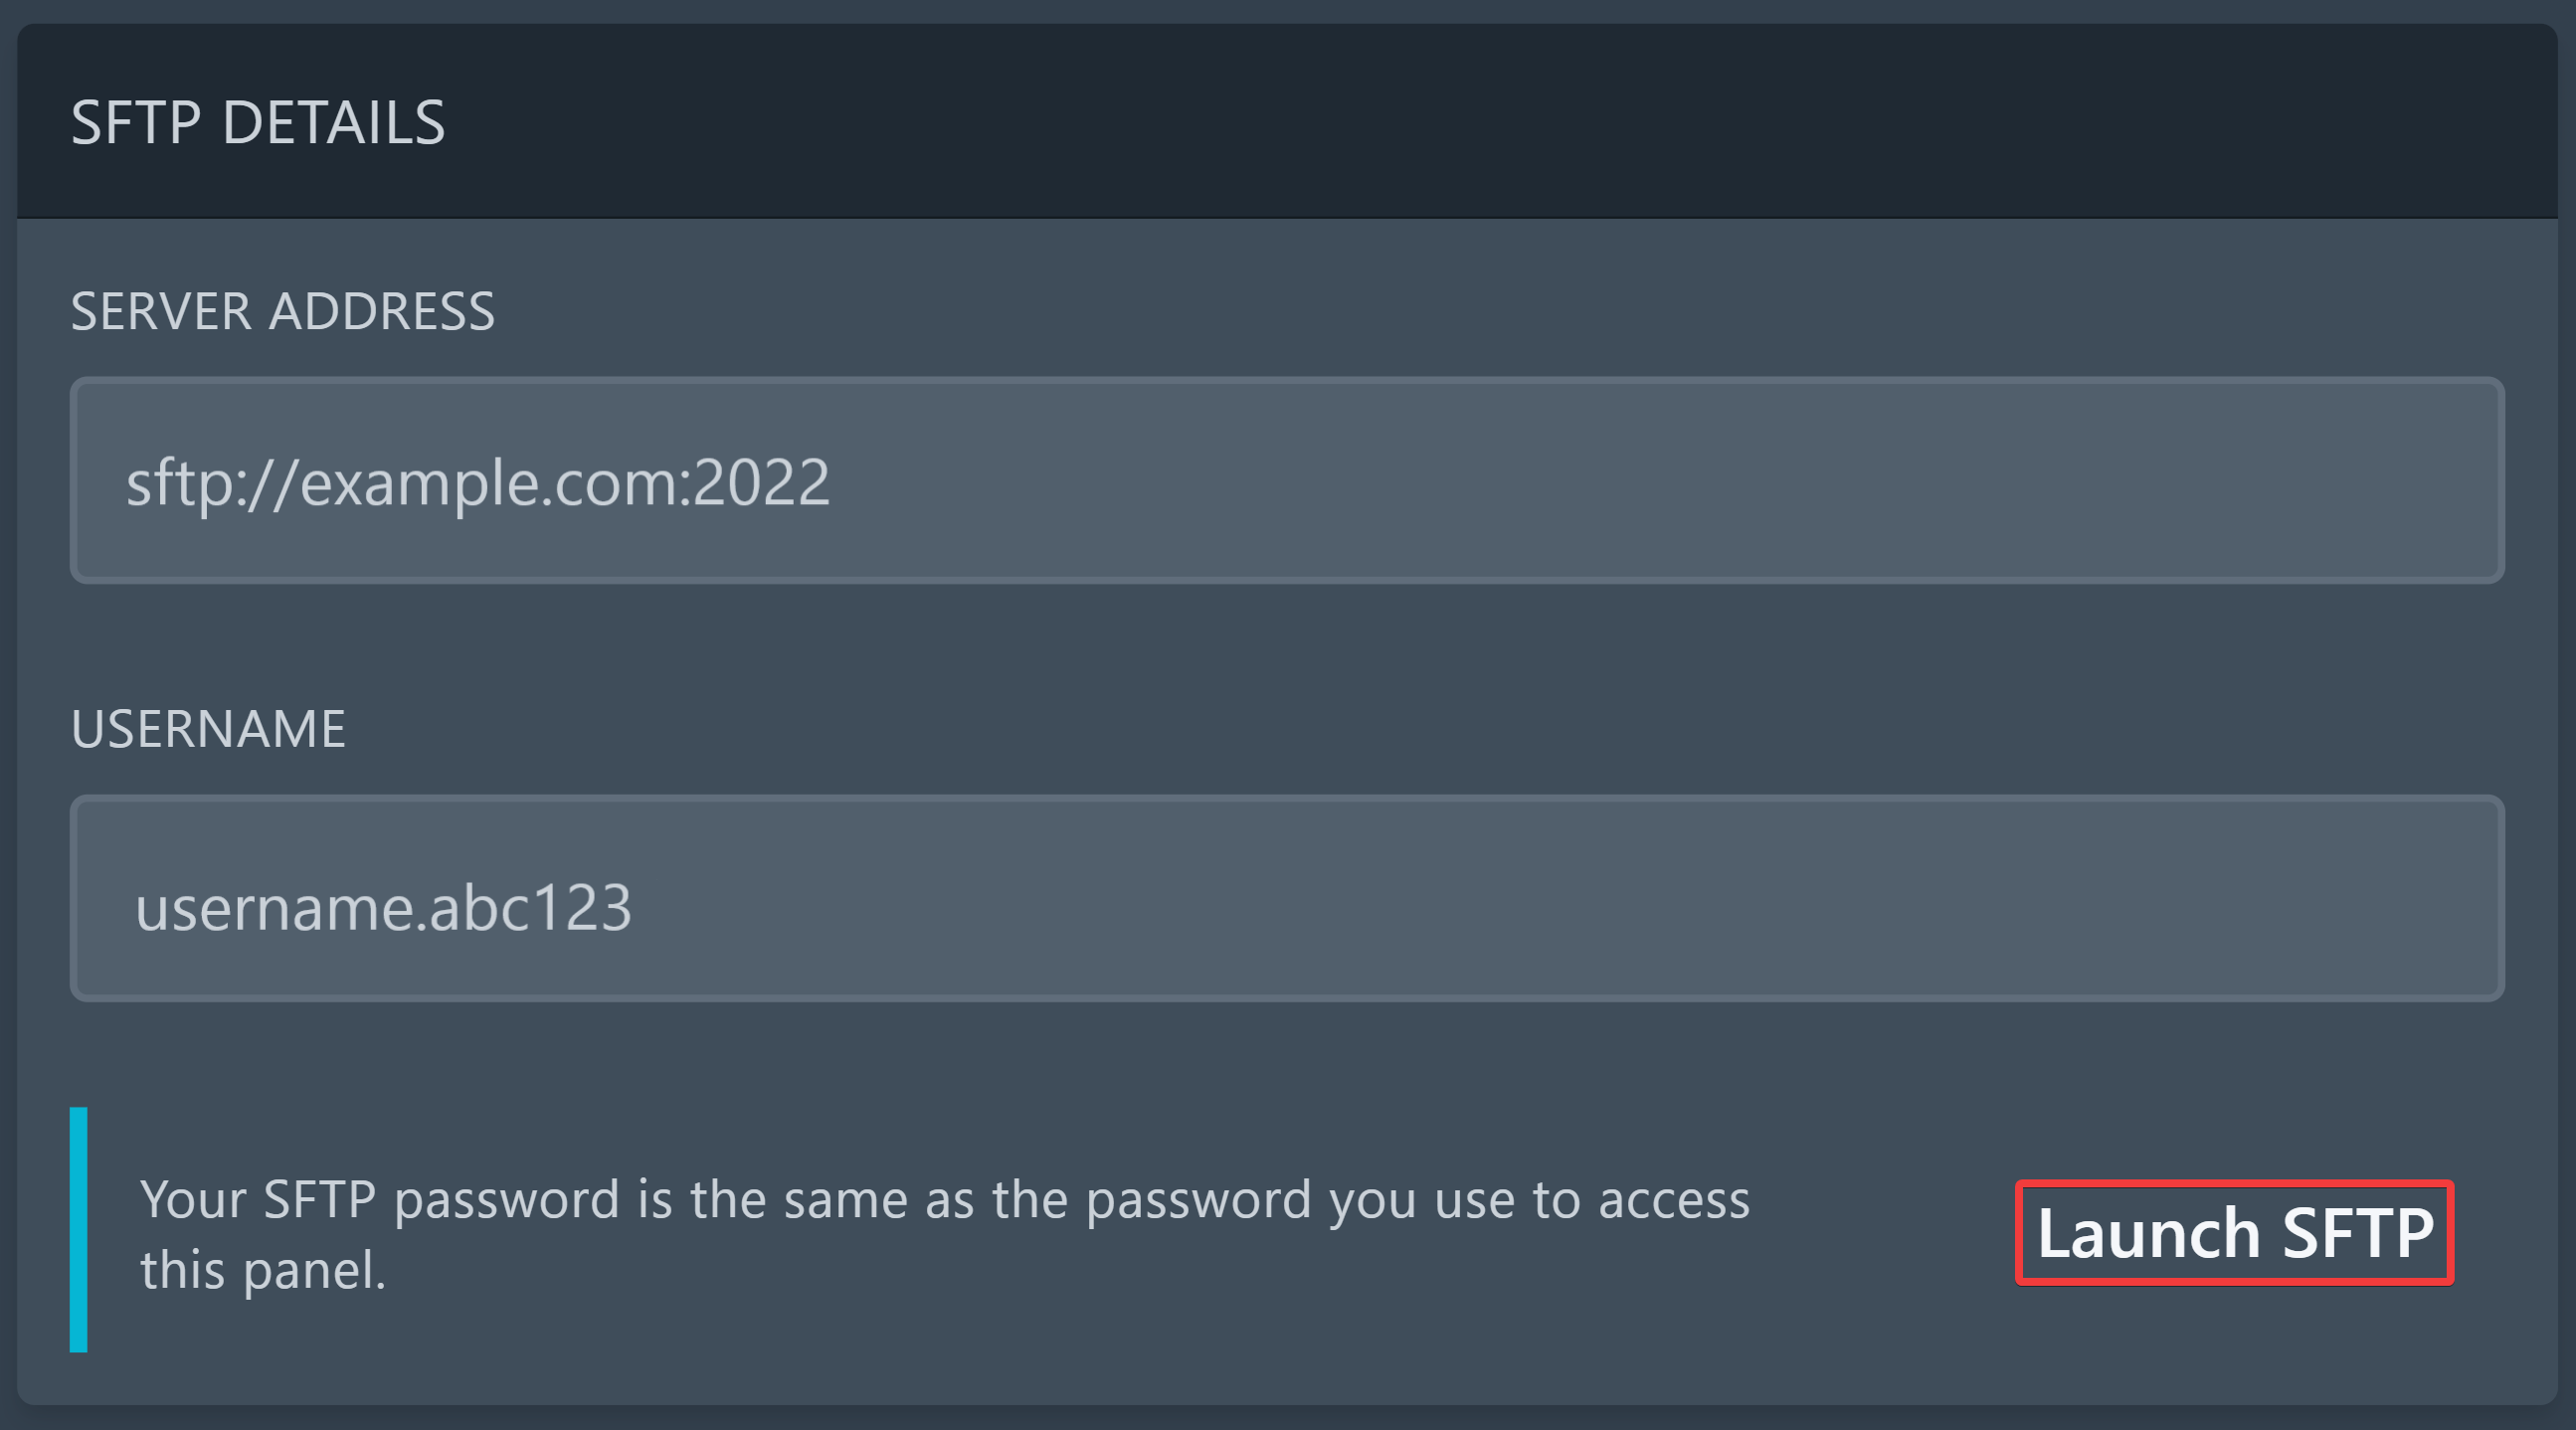 SFTP DETAILS
SERVER ADDRESS
sftp://example.com:2022
USERNAME
username.abc123
Your SFTP password is the same as the password you use to access
this panel.
Launch SFTP